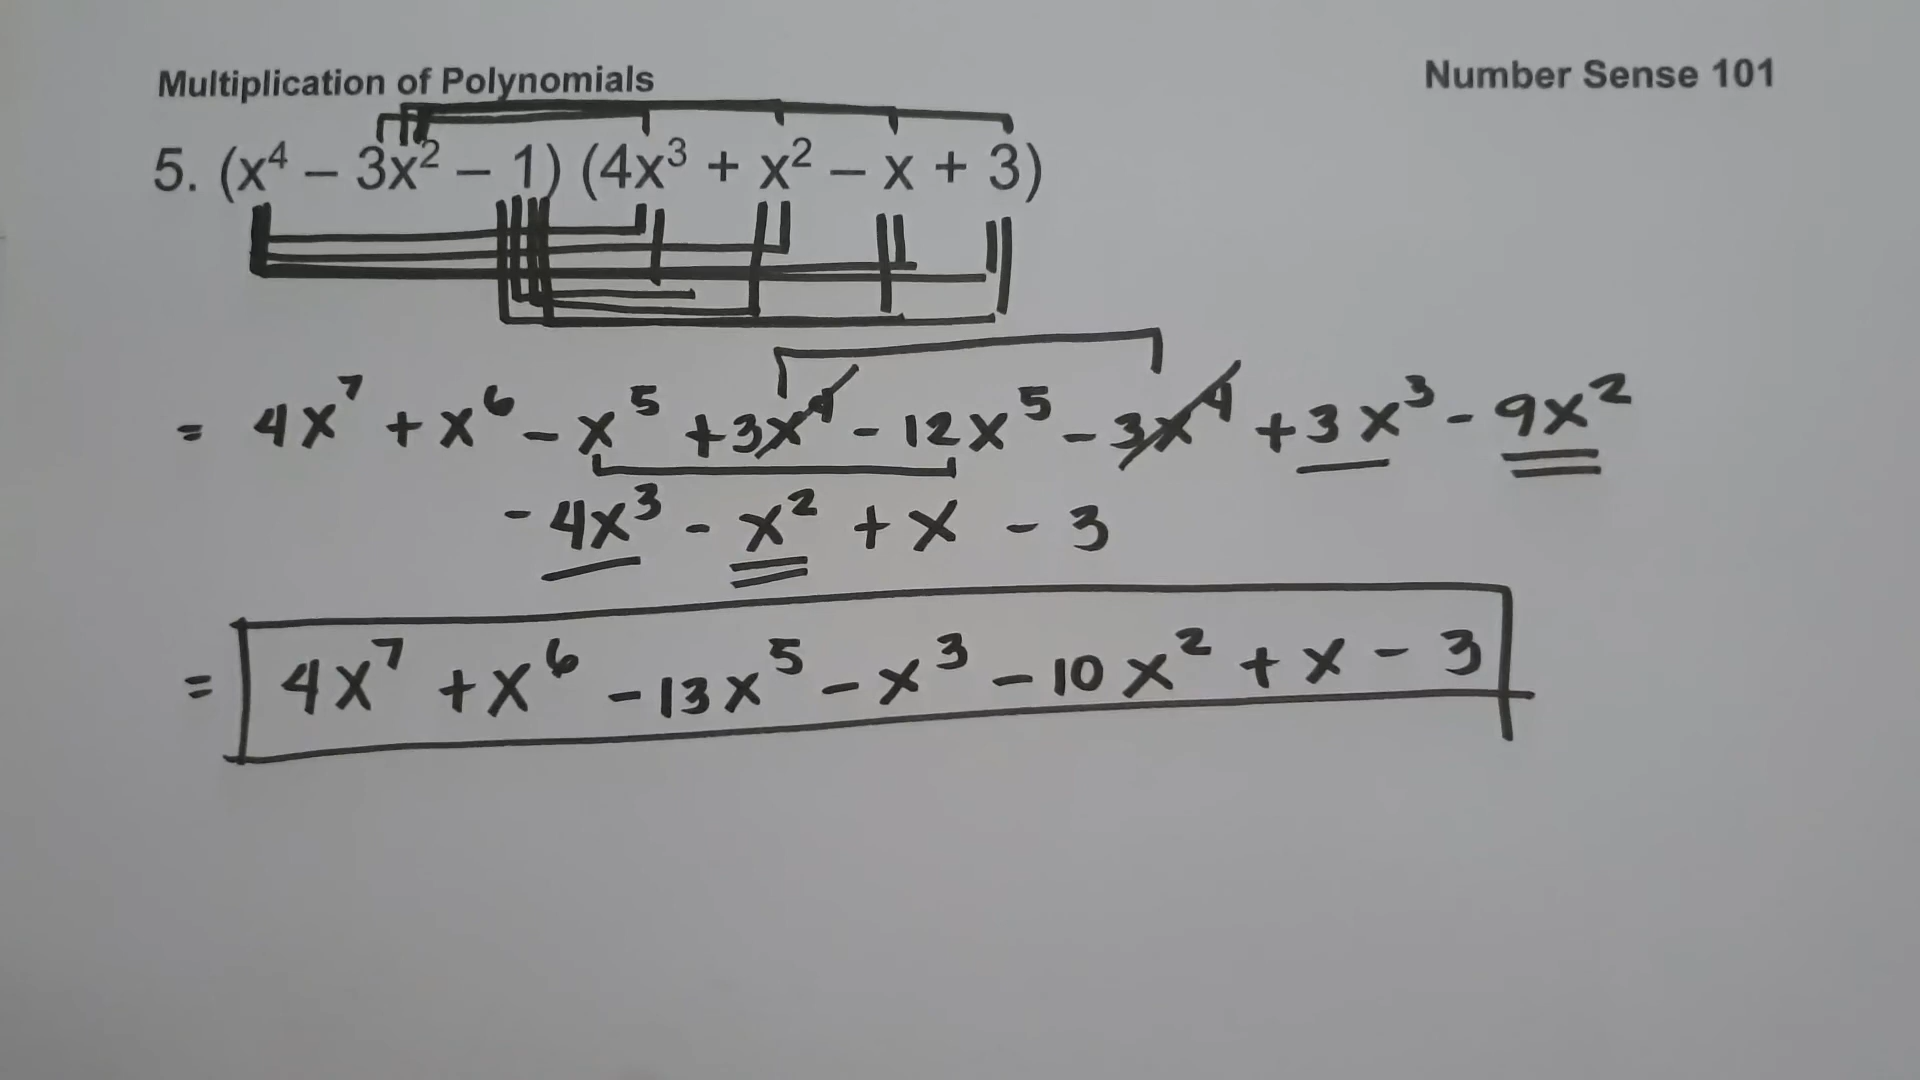 Multiplication of Polynomials
Number Sense 101
5. (x⁴ – 3x² – 1) (4x³ + x² – x + 3)
= 4x⁷ + x⁶ - x⁵ + 3x⁴ - 12x⁵ - 3x⁴ + 3x³ - 9x²
- 4x³ - x² + x - 3
= 4x⁷ + x⁶ - 13x⁵ - x³ - 10x² + x - 3